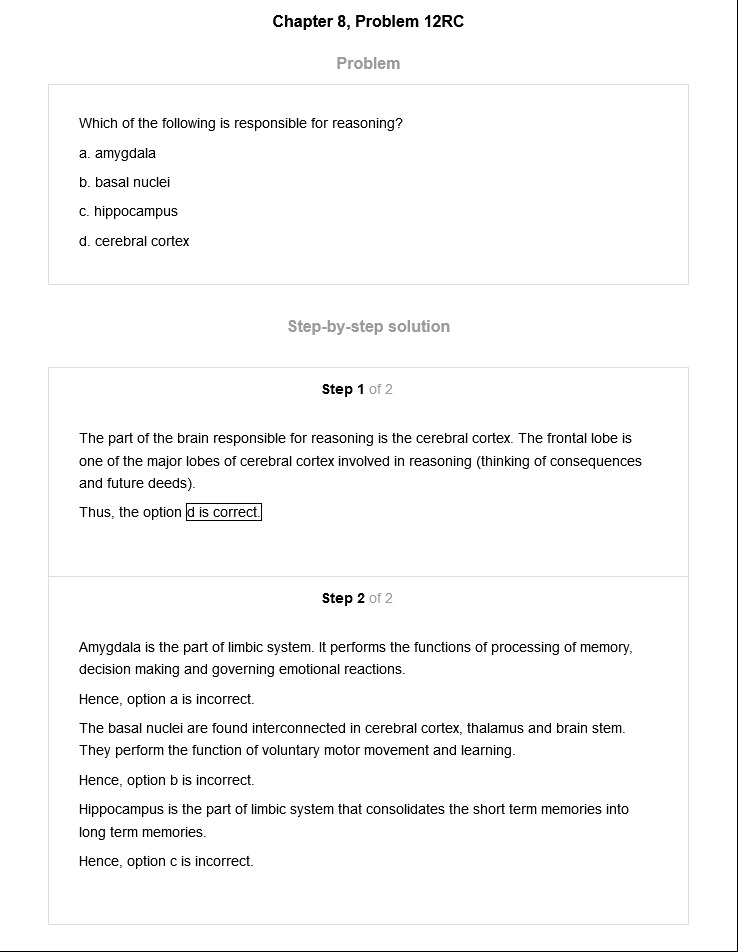 Chapter 8, Problem 12RC
Problem
Which of the following is responsible for reasoning?
a. amygdala
b. basal nuclei
c. hippocampus
d. cerebral cortex
Step-by-step solution
Step 1 of 2
The part of the brain responsible for reasoning is the cerebral cortex. The frontal lobe is
one of the major lobes of cerebral cortex involved in reasoning (thinking of consequences
and future deeds).
Thus, the option d is correct.
Step 2 of 2
Amygdala is the part of limbic system. It performs the functions of processing of memory,
decision making and governing emotional reactions.
Hence, option a is incorrect.
The basal nuclei are found interconnected in cerebral cortex, thalamus and brain stem.
They perform the function of voluntary motor movement and learning.
Hence, option b is incorrect.
Hippocampus is the part of limbic system that consolidates the short term memories into
long term memories.
Hence, option c is incorrect.